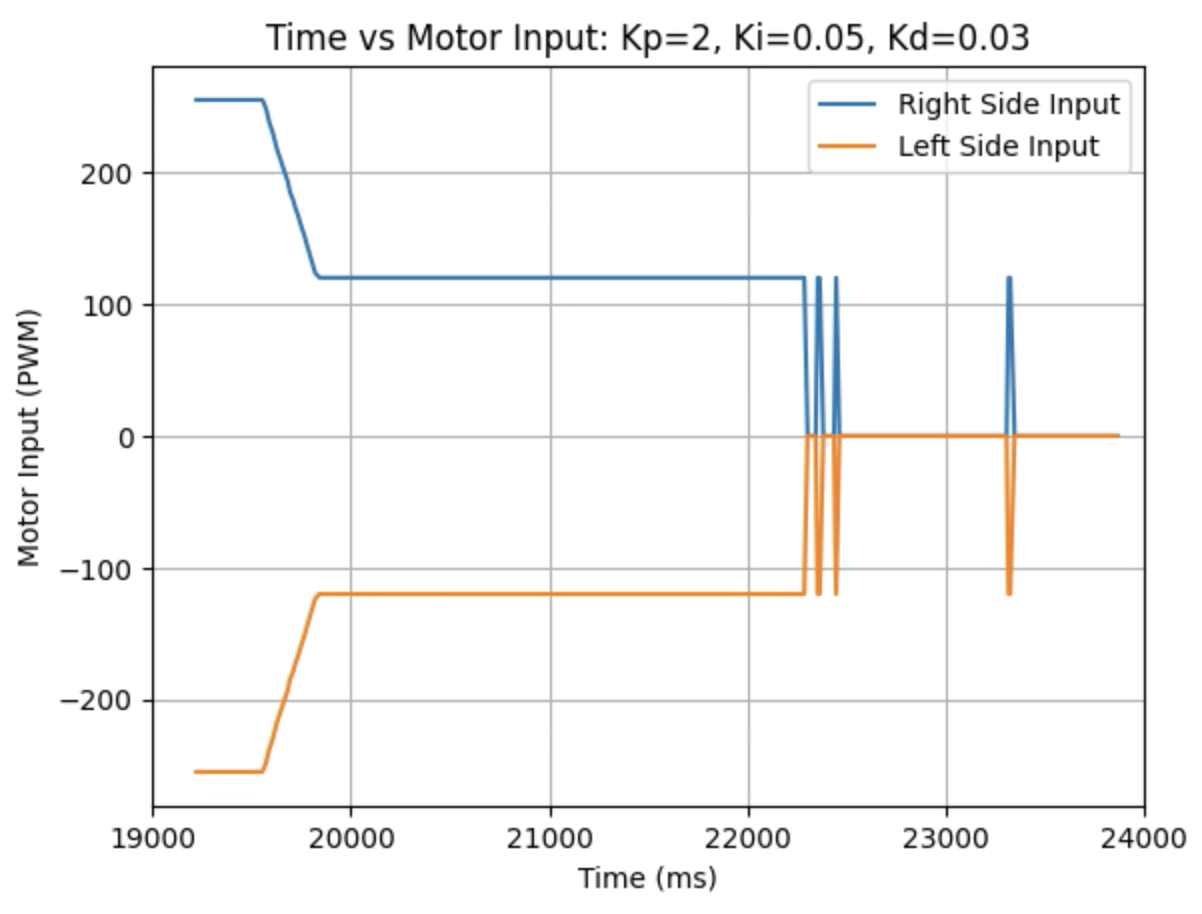 Time vs Motor Input: Kp=2, Ki=0.05, Kd=0.03
Right Side Input
Left Side Input
200
100
0
−100
−200
Motor Input (PWM)
19000 20000 21000 22000 23000 24000
Time (ms)